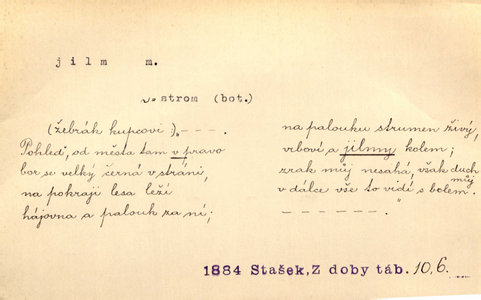 jilm m.
strom (bot.)
(žebrák kupcovi) „ – – – .
Pohleď, od města tam v pravo
bor se velký černá v stráni,
na pokraji lesa leží
hájovna a palouk za ní;
na palouku strumen živý,
vrboví a jilmy kolem;
zrak můj nesahá, však duch můj
v dálce vše to vidí s bolem.
– – – – – – . “
1884 Stašek, Z doby táb. 10,6.